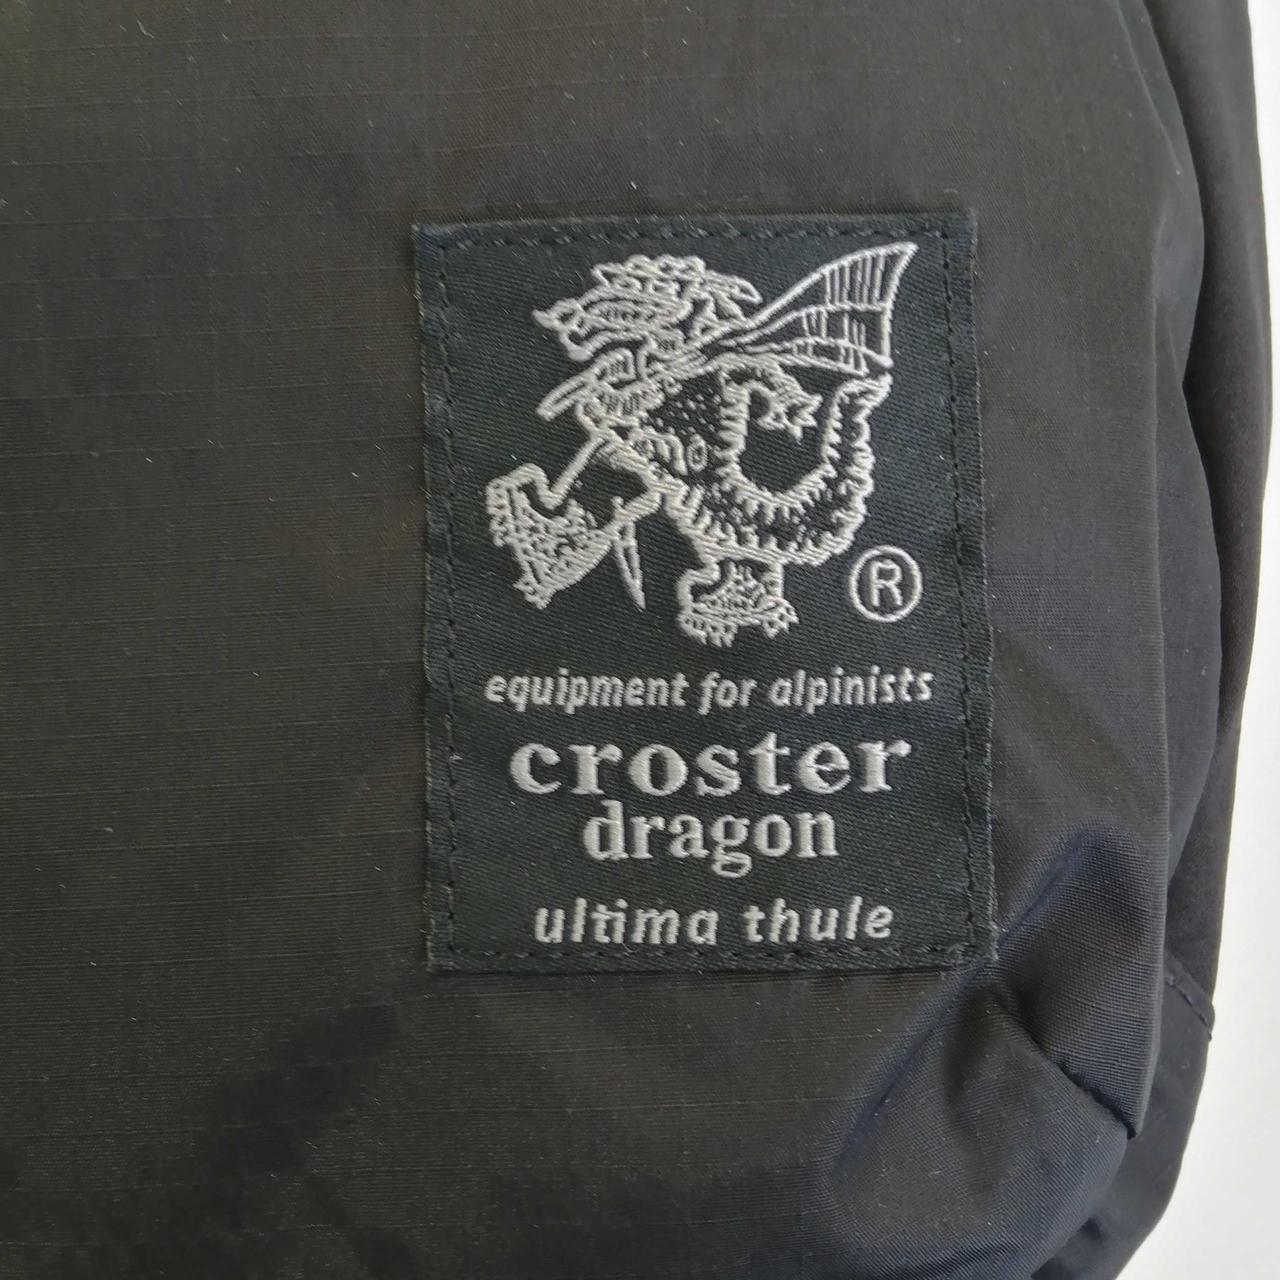 ®
equipment for alpinists
croster
dragon
ultima thule